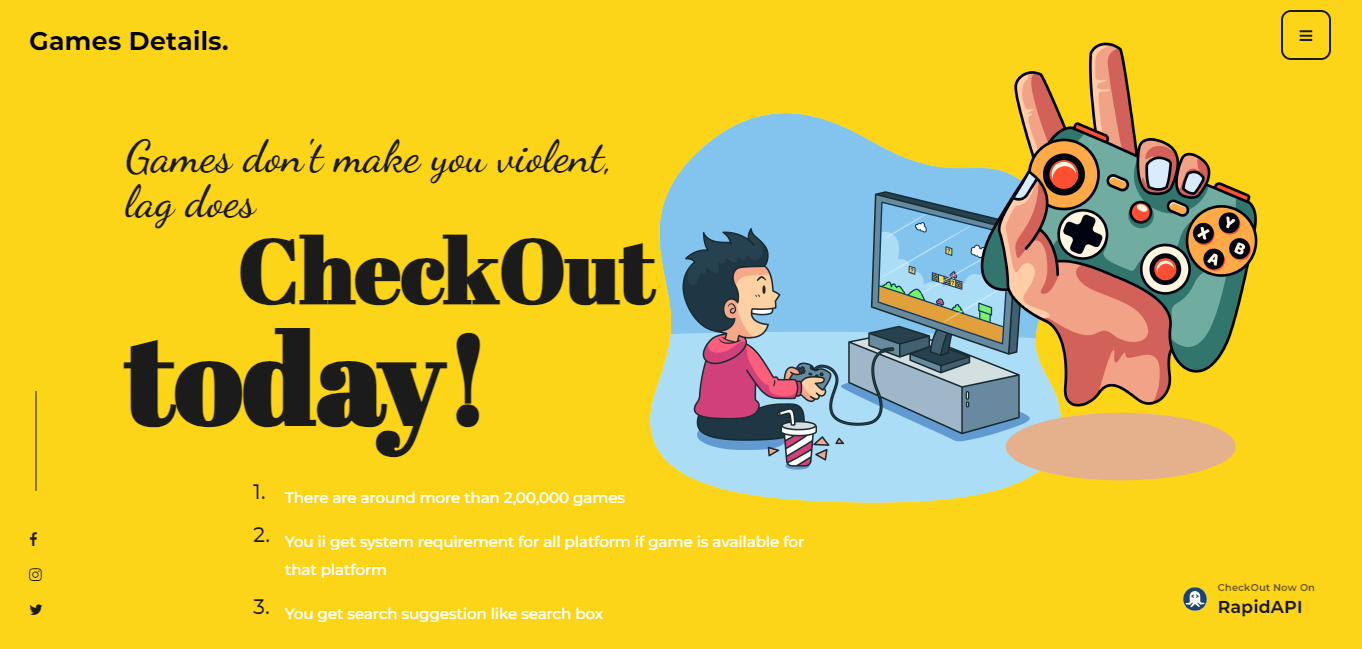 Games Details.
Games don't make you violent,
lag does
CheckOut
today!
1. There are around more than 2,00,000 games
2. You ii get system requirement for all platform if game is available for
that platform
3. You get search suggestion like search box
X Y B A
CheckOut Now On
RapidAPI